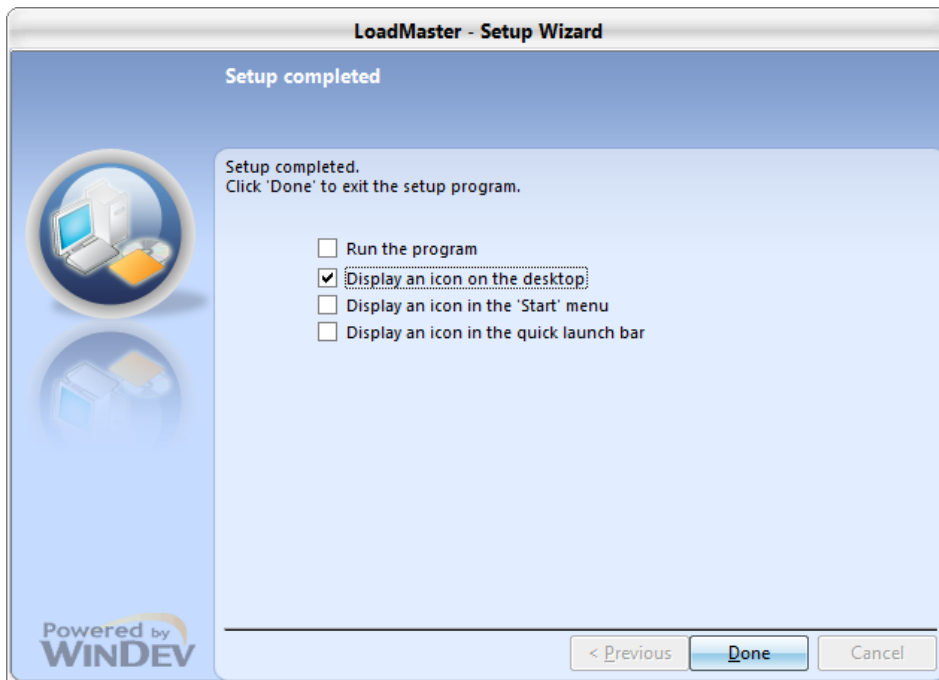 LoadMaster - Setup Wizard
Setup completed
Setup completed.
Click 'Done' to exit the setup program.
Run the program
Display an icon on the desktop
Display an icon in the 'Start' menu
Display an icon in the quick launch bar
Powered by
WINDEV
< Previous
Done
Cancel